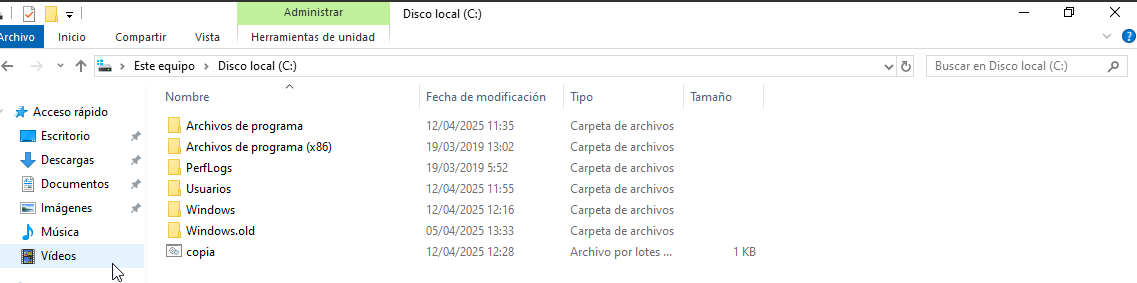 Administrar
Disco local (C:)
Archivo Inicio Compartir Vista Herramientas de unidad
Este equipo Disco local (C:)
Buscar en Disco local (C:)
Nombre Fecha de modificación Tipo Tamaño
Acceso rápido
Escritorio
Descargas
Documentos
Imágenes
Música
Vídeos
Archivos de programa 12/04/2025 11:35 Carpeta de archivos
Archivos de programa (x86) 19/03/2019 13:02 Carpeta de archivos
PerfLogs 19/03/2019 5:52 Carpeta de archivos
Usuarios 12/04/2025 11:55 Carpeta de archivos
Windows 12/04/2025 12:16 Carpeta de archivos
Windows.old 05/04/2025 13:33 Carpeta de archivos
copia 12/04/2025 12:28 Archivo por lotes ... 1 KB